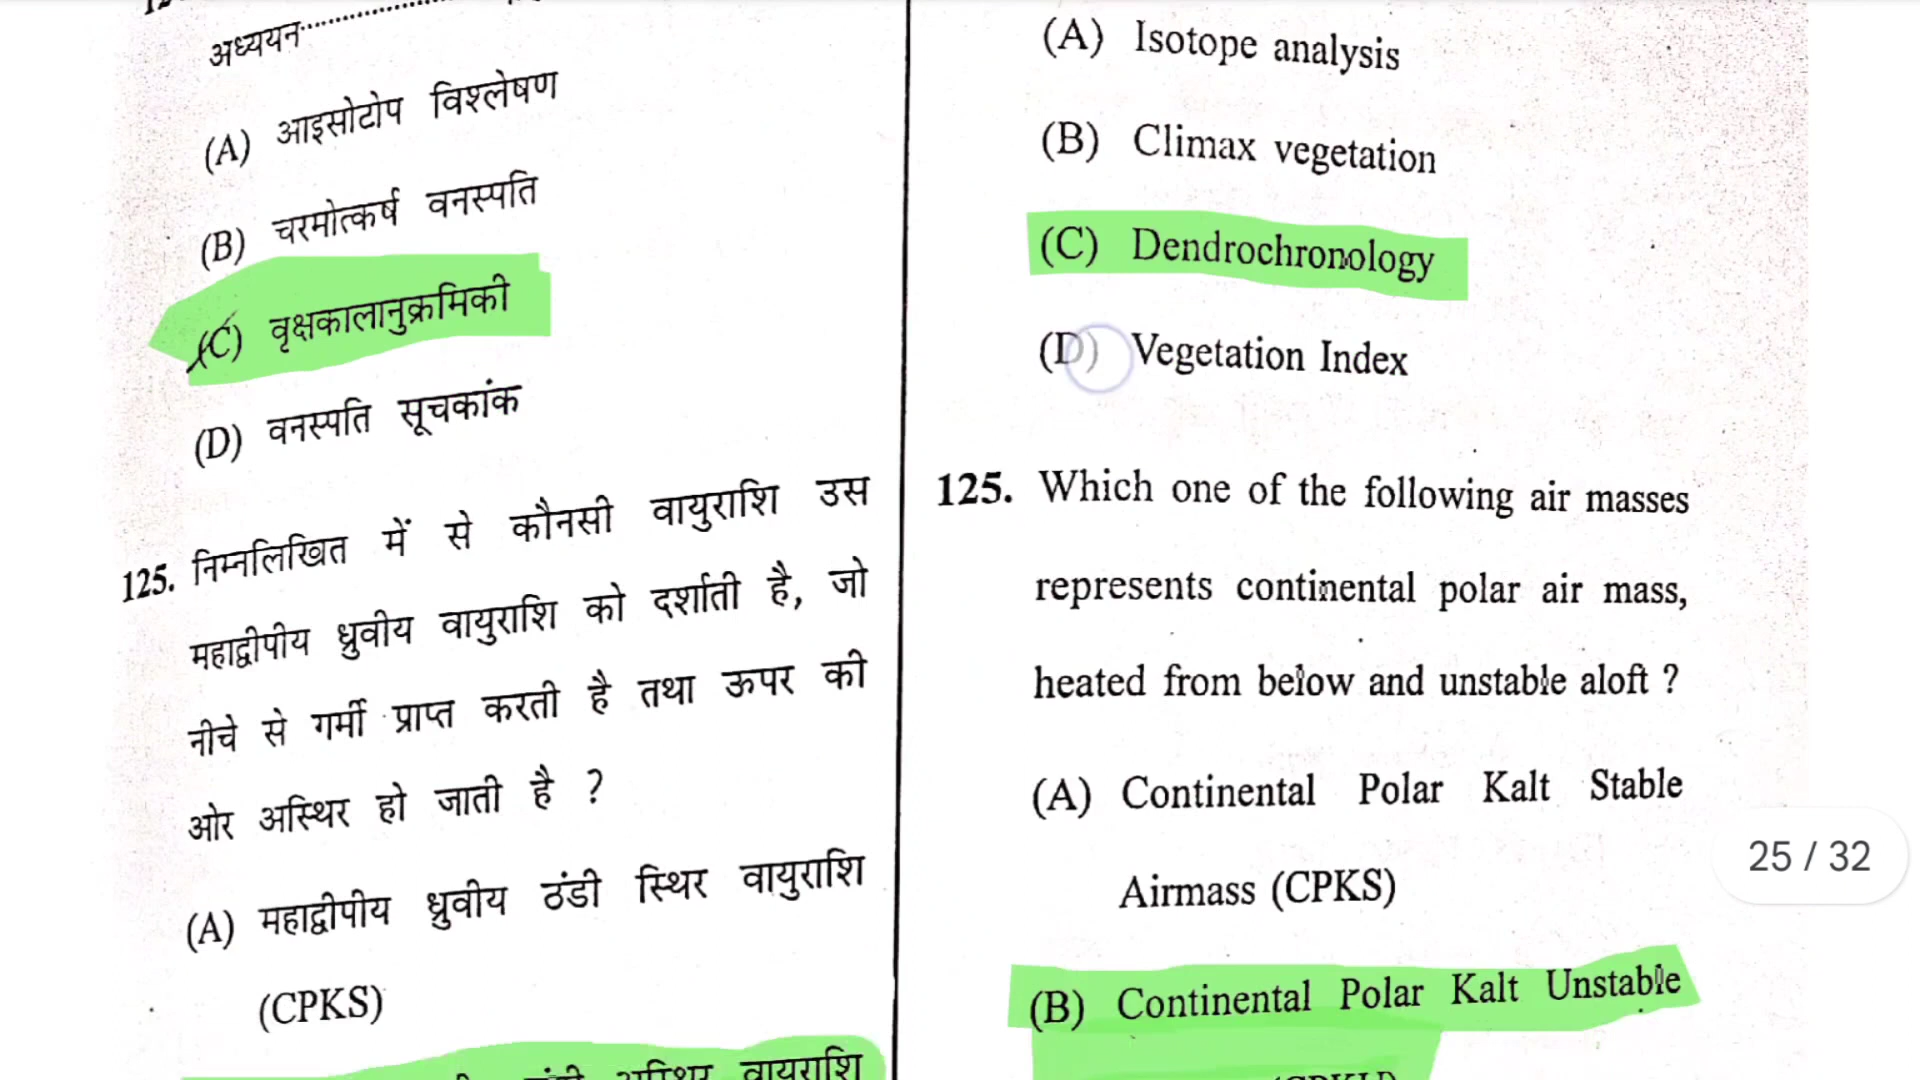 अध्ययन
(A) आइसोटोप विश्लेषण
(B) चरमोत्कर्ष वनस्पति
(C) वृक्षकालानुक्रमिकी
(D) वनस्पति सूचकांक
125. निम्नलिखित में से कौनसी वायुराशि उस
महाद्वीपीय ध्रुवीय वायुराशि को दर्शाती है, जो
नीचे से गर्मी प्राप्त करती है तथा ऊपर की
ओर अस्थिर हो जाती है ?
(A) महाद्वीपीय ध्रुवीय ठंडी स्थिर वायुराशि
(CPKS)
अस्थिर वायुराशि
(A) Isotope analysis
(B) Climax vegetation
(C) Dendrochronology
(D) Vegetation Index
125. Which one of the following air masses
represents continental polar air mass,
heated from below and unstable aloft ?
(A) Continental Polar Kalt Stable
Airmass (CPKS)
(B) Continental Polar Kalt Unstable
25 / 32